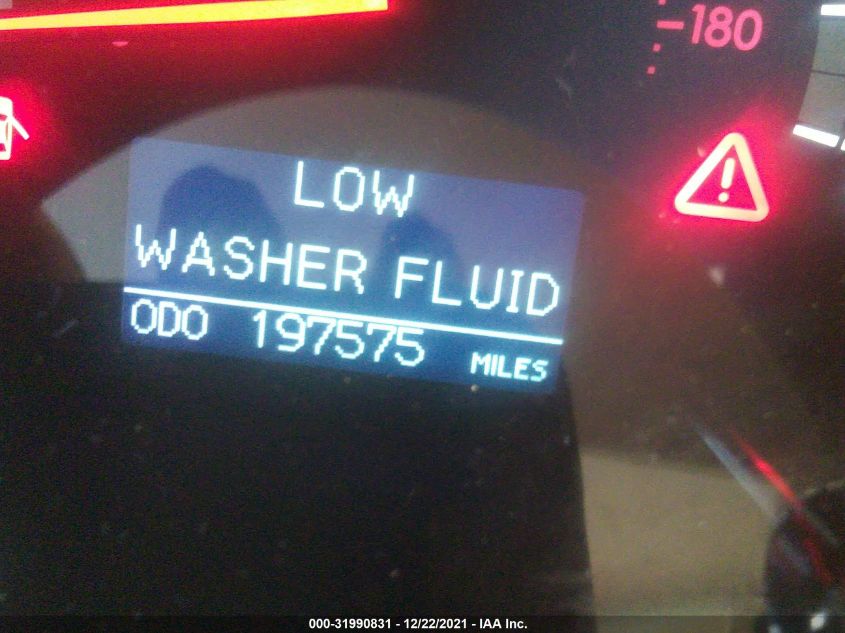 180
LOW
WASHER FLUID
ODO 197575 MILES
000-31990831 - 12/22/2021 - IAA Inc.